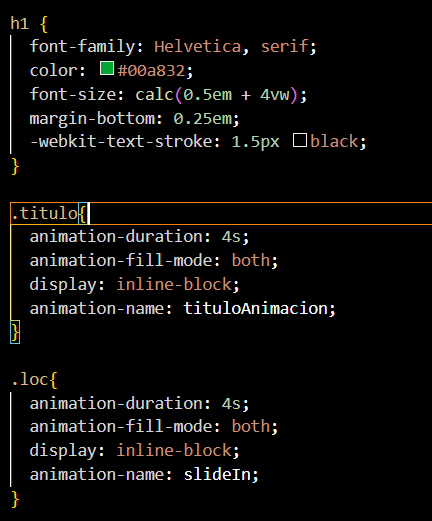 h1 {
font-family: Helvetica, serif;
color: #00a832;
font-size: calc(0.5em + 4vw);
margin-bottom: 0.25em;
-webkit-text-stroke: 1.5px black;
}
.titulo{
animation-duration: 4s;
animation-fill-mode: both;
display: inline-block;
animation-name: tituloAnimacion;
}
.loc{
animation-duration: 4s;
animation-fill-mode: both;
display: inline-block;
animation-name: slideIn;
}